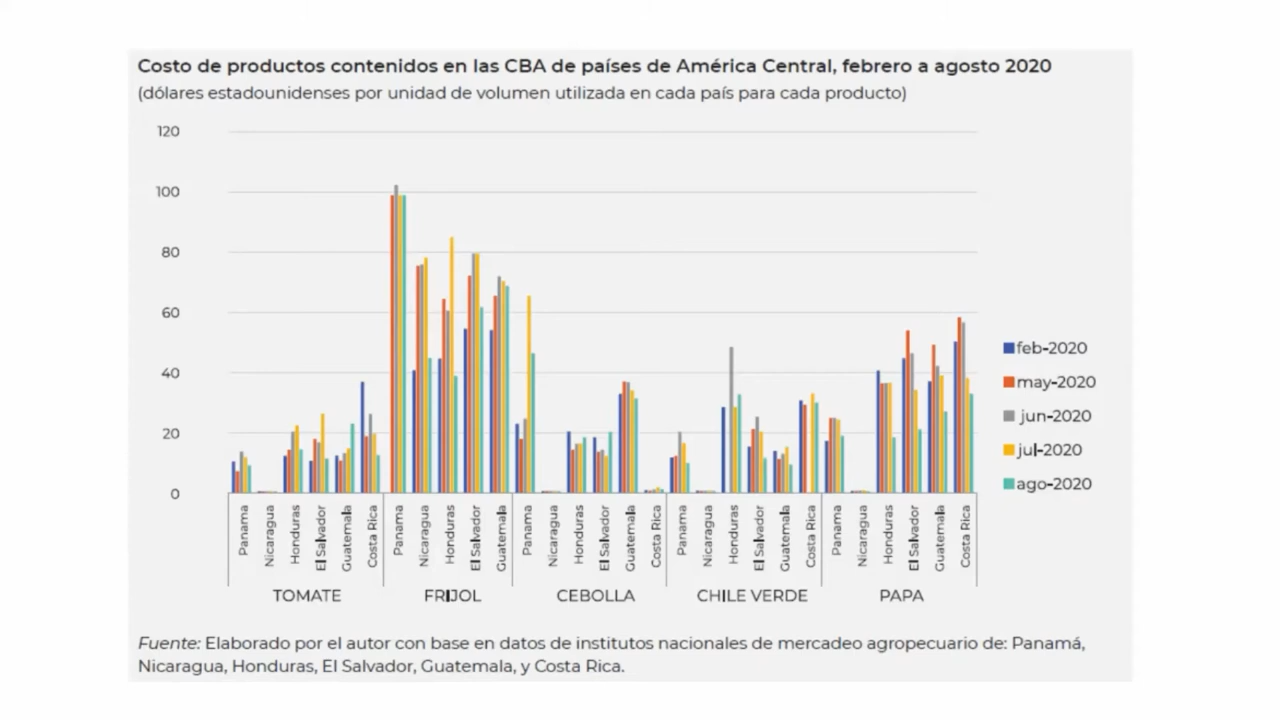 Costo de productos contenidos en las CBA de países de América Central, febrero a agosto 2020
(dólares estadounidenses por unidad de volumen utilizada en cada país para cada producto)
120
100
80
60
40
20
0
feb-2020
may-2020
jun-2020
jul-2020
ago-2020
Panama
Nicaragua
Honduras
El Salvador
Guatemala
Costa Rica
Panama
Nicaragua
Honduras
El Salvador
Guatemala
Panama
Nicaragua
Honduras
El Salvador
Guatemala
Costa Rica
Panama
Nicaragua
Honduras
El Salvador
Guatemala
Costa Rica
Panama
Nicaragua
Honduras
El Salvador
Guatemala
Costa Rica
TOMATE FRIJOL CEBOLLA CHILE VERDE PAPA
Fuente: Elaborado por el autor con base en datos de institutos nacionales de mercadeo agropecuario de: Panamá,
Nicaragua, Honduras, El Salvador, Guatemala, y Costa Rica.